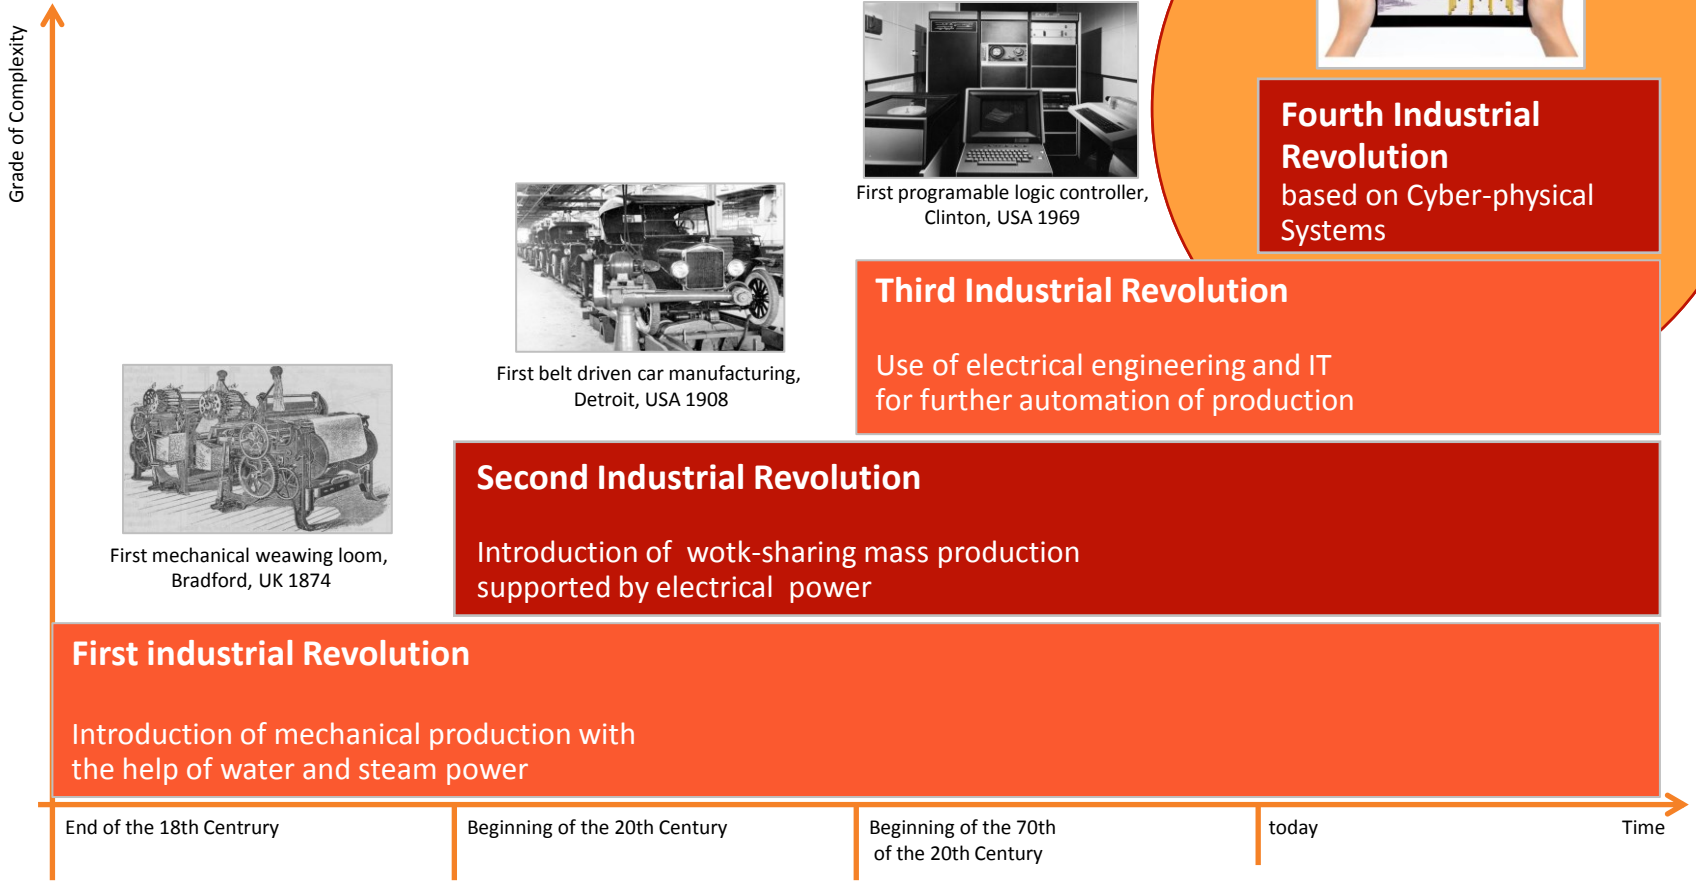 Grade of Complexity
First programable logic controller,
Clinton, USA 1969
Fourth Industrial
Revolution
based on Cyber-physical
Systems
Third Industrial Revolution
Use of electrical engineering and IT
for further automation of production
First belt driven car manufacturing,
Detroit, USA 1908
Second Industrial Revolution
Introduction of wotk-sharing mass production
supported by electrical power
First mechanical weawing loom,
Bradford, UK 1874
First industrial Revolution
Introduction of mechanical production with
the help of water and steam power
End of the 18th Centrury
Beginning of the 20th Century
Beginning of the 70th
of the 20th Century
today
Time